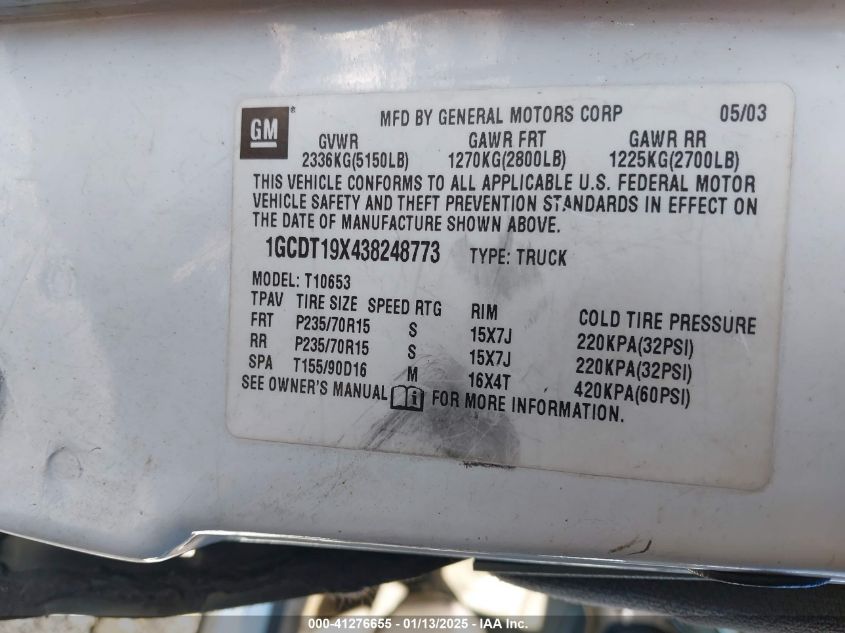 GM
MFD BY GENERAL MOTORS CORP 05/03
GVWR GAWR FRT GAWR RR
2336KG(5150LB) 1270KG(2800LB) 1225KG(2700LB)
THIS VEHICLE CONFORMS TO ALL APPLICABLE U.S. FEDERAL MOTOR
VEHICLE SAFETY AND THEFT PREVENTION STANDARDS IN EFFECT ON
THE DATE OF MANUFACTURE SHOWN ABOVE.
1GCDT19X438248773 TYPE: TRUCK
MODEL: T10653
TPAV TIRE SIZE SPEED RTG RIM COLD TIRE PRESSURE
FRT P235/70R15 S 15X7J 220KPA(32PSI)
RR P235/70R15 S 15X7J 220KPA(32PSI)
SPA T155/90D16 M 16X4T 420KPA(60PSI)
SEE OWNER'S MANUAL i FOR MORE INFORMATION.
000-41276655 - 01/13/2025 - IAA Inc.